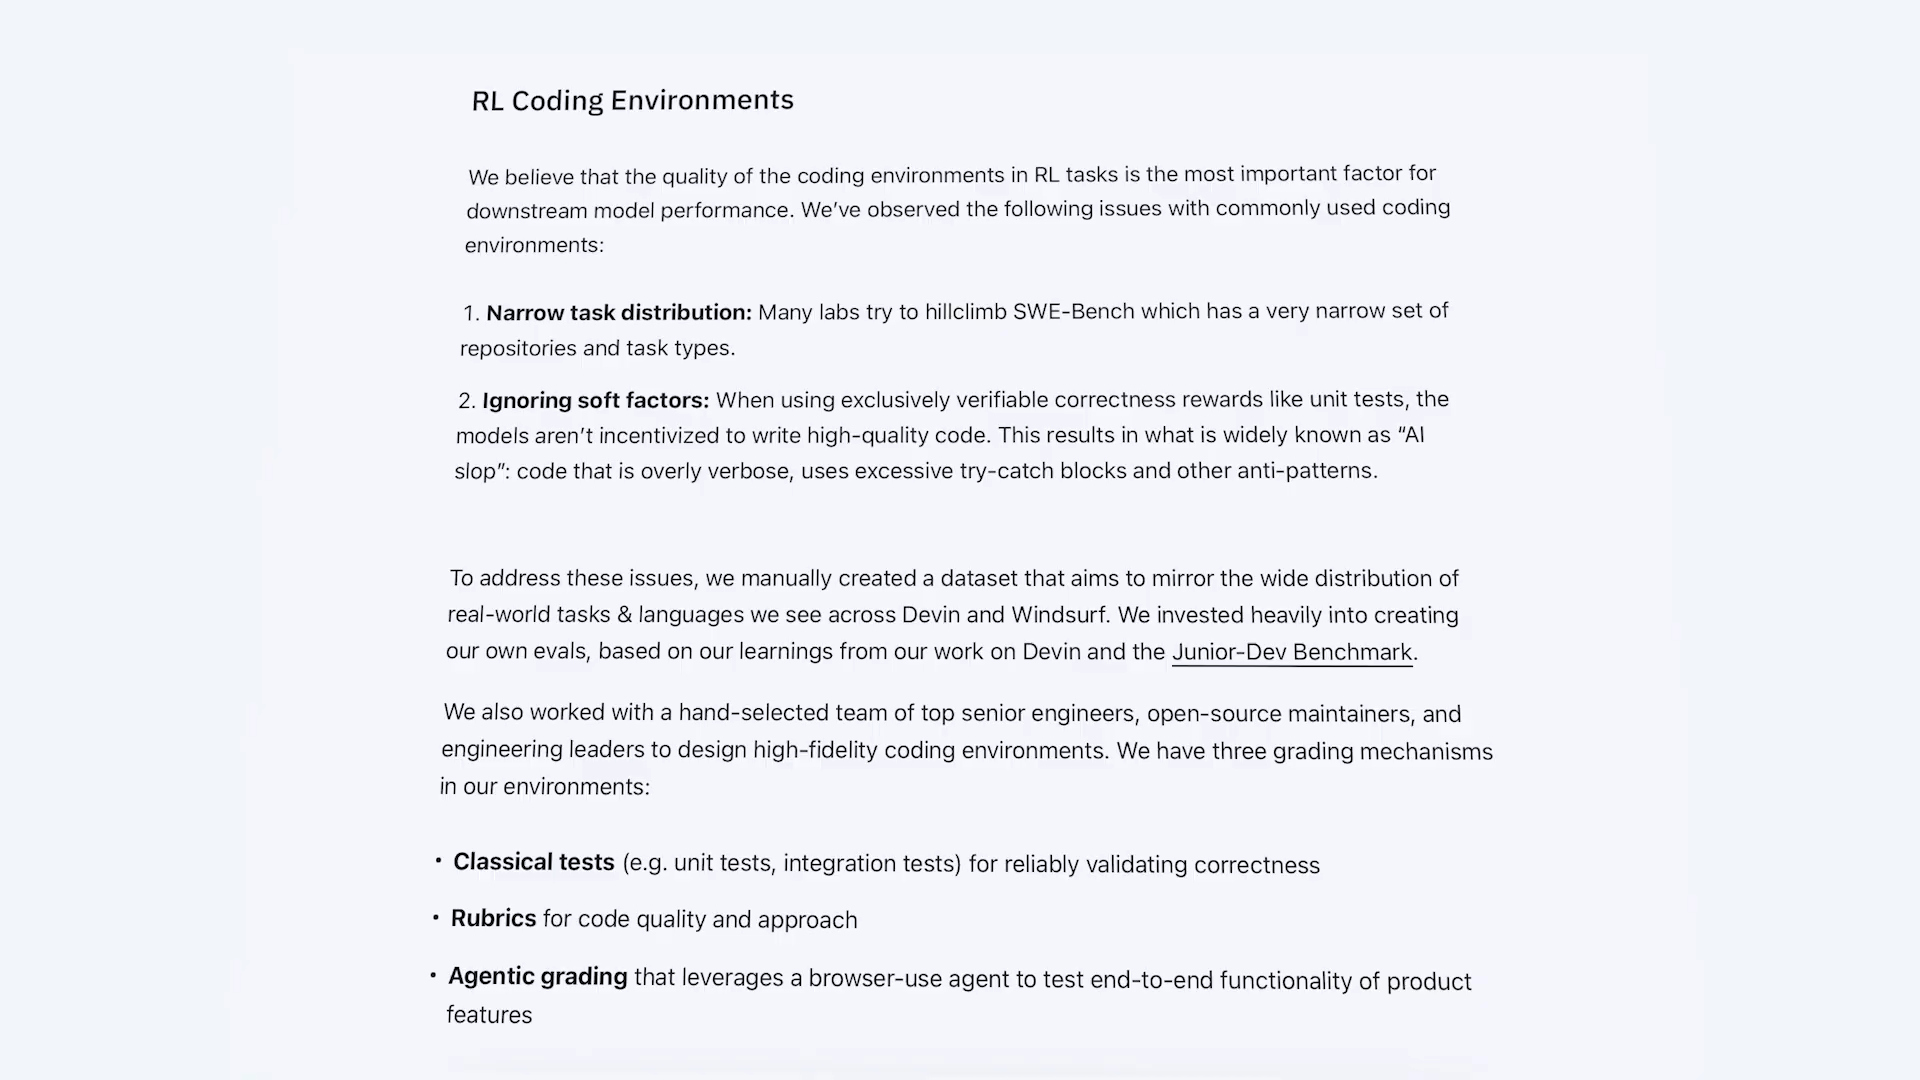 RL Coding Environments
We believe that the quality of the coding environments in RL tasks is the most important factor for
downstream model performance. We’ve observed the following issues with commonly used coding
environments:
1. Narrow task distribution: Many labs try to hillclimb SWE-Bench which has a very narrow set of
repositories and task types.
2. Ignoring soft factors: When using exclusively verifiable correctness rewards like unit tests, the
models aren’t incentivized to write high-quality code. This results in what is widely known as “AI
slop”: code that is overly verbose, uses excessive try-catch blocks and other anti-patterns.
To address these issues, we manually created a dataset that aims to mirror the wide distribution of
real-world tasks & languages we see across Devin and Windsurf. We invested heavily into creating
our own evals, based on our learnings from our work on Devin and the Junior-Dev Benchmark.
We also worked with a hand-selected team of top senior engineers, open-source maintainers, and
engineering leaders to design high-fidelity coding environments. We have three grading mechanisms
in our environments:
• Classical tests (e.g. unit tests, integration tests) for reliably validating correctness
• Rubrics for code quality and approach
• Agentic grading that leverages a browser-use agent to test end-to-end functionality of product
features